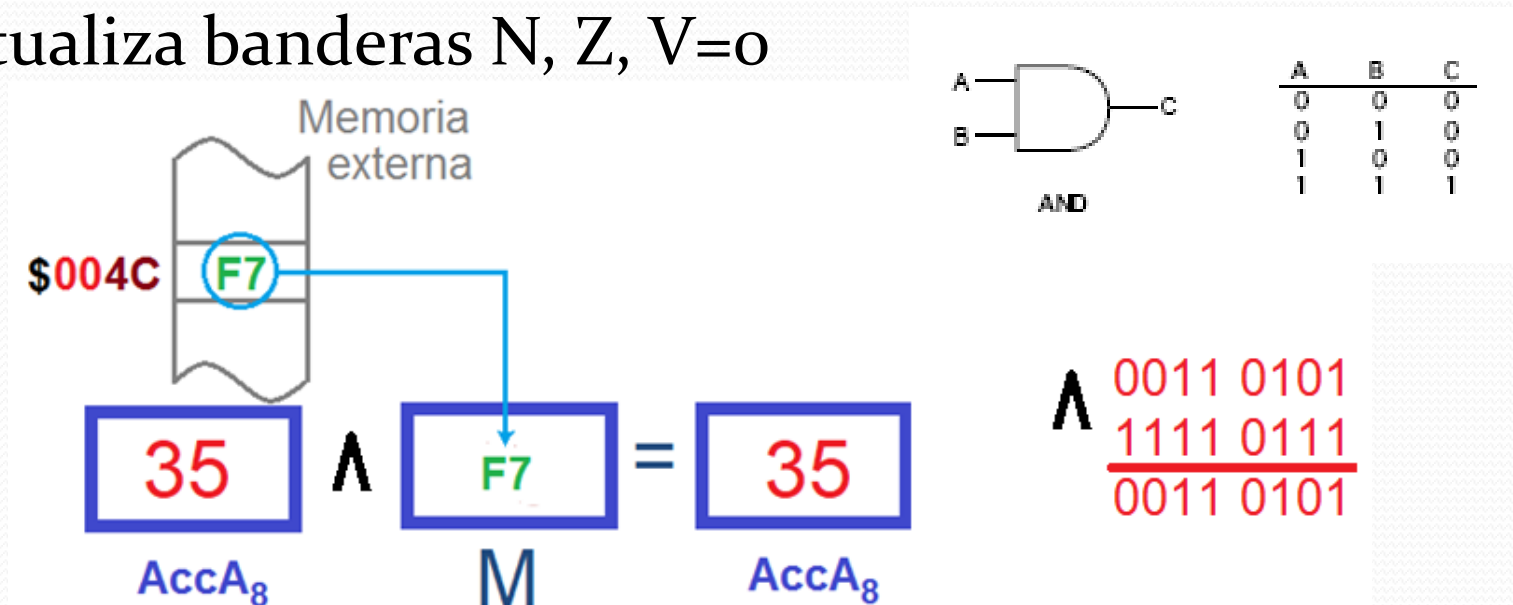 tualiza banderas N, Z, V=0
Memoria
externa
$004C F7
35 ∧ F7 = 35
AccA8 M AccA8
A
B
C
AND
A B C
0 0 0
0 1 0
1 0 0
1 1 1
∧ 0011 0101
1111 0111
0011 0101